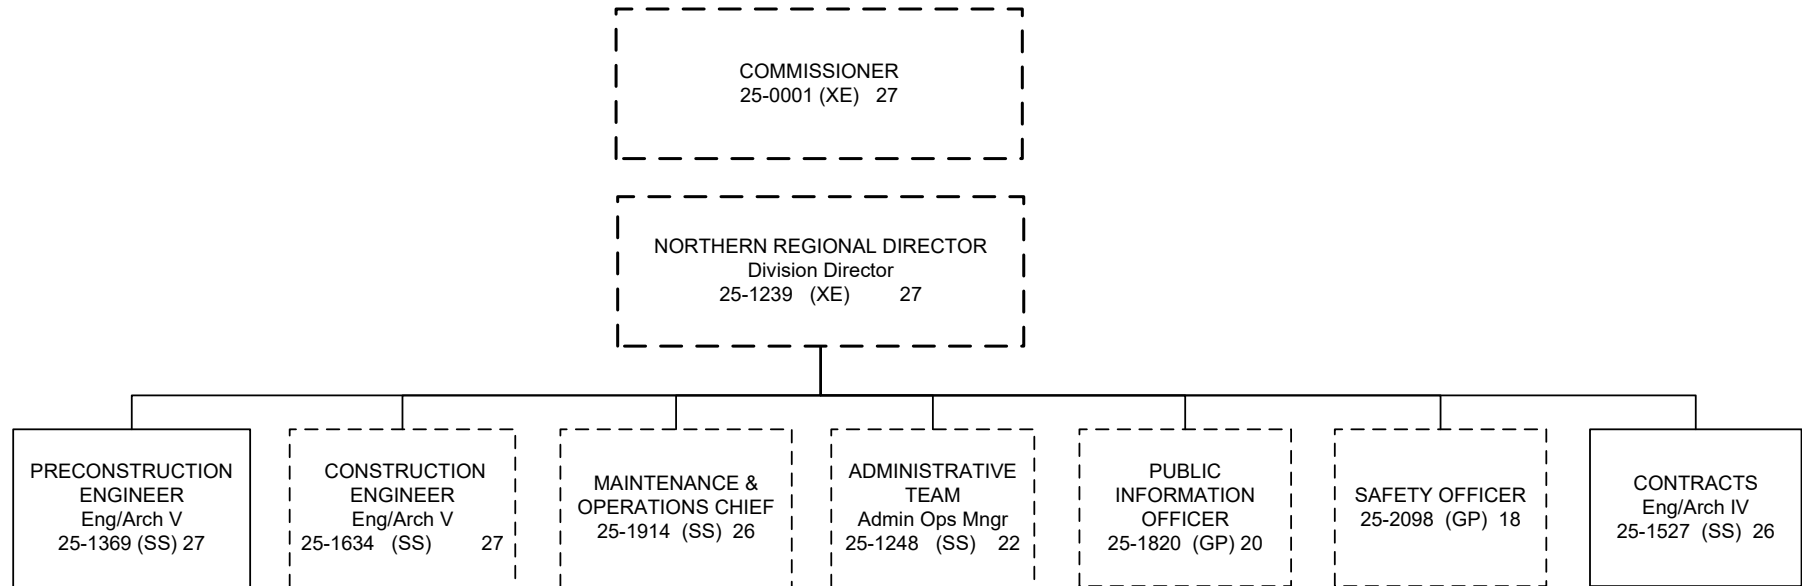 COMMISSIONER
25-0001 (XE) 27
NORTHERN REGIONAL DIRECTOR
Division Director
25-1239 (XE) 27
PRECONSTRUCTION
ENGINEER
Eng/Arch V
25-1369 (SS) 27
CONSTRUCTION
ENGINEER
Eng/Arch V
25-1634 (SS) 27
MAINTENANCE &
OPERATIONS CHIEF
25-1914 (SS) 26
ADMINISTRATIVE
TEAM
Admin Ops Mngr
25-1248 (SS) 22
PUBLIC
INFORMATION
OFFICER
25-1820 (GP) 20
SAFETY OFFICER
25-2098 (GP) 18
CONTRACTS
Eng/Arch IV
25-1527 (SS) 26